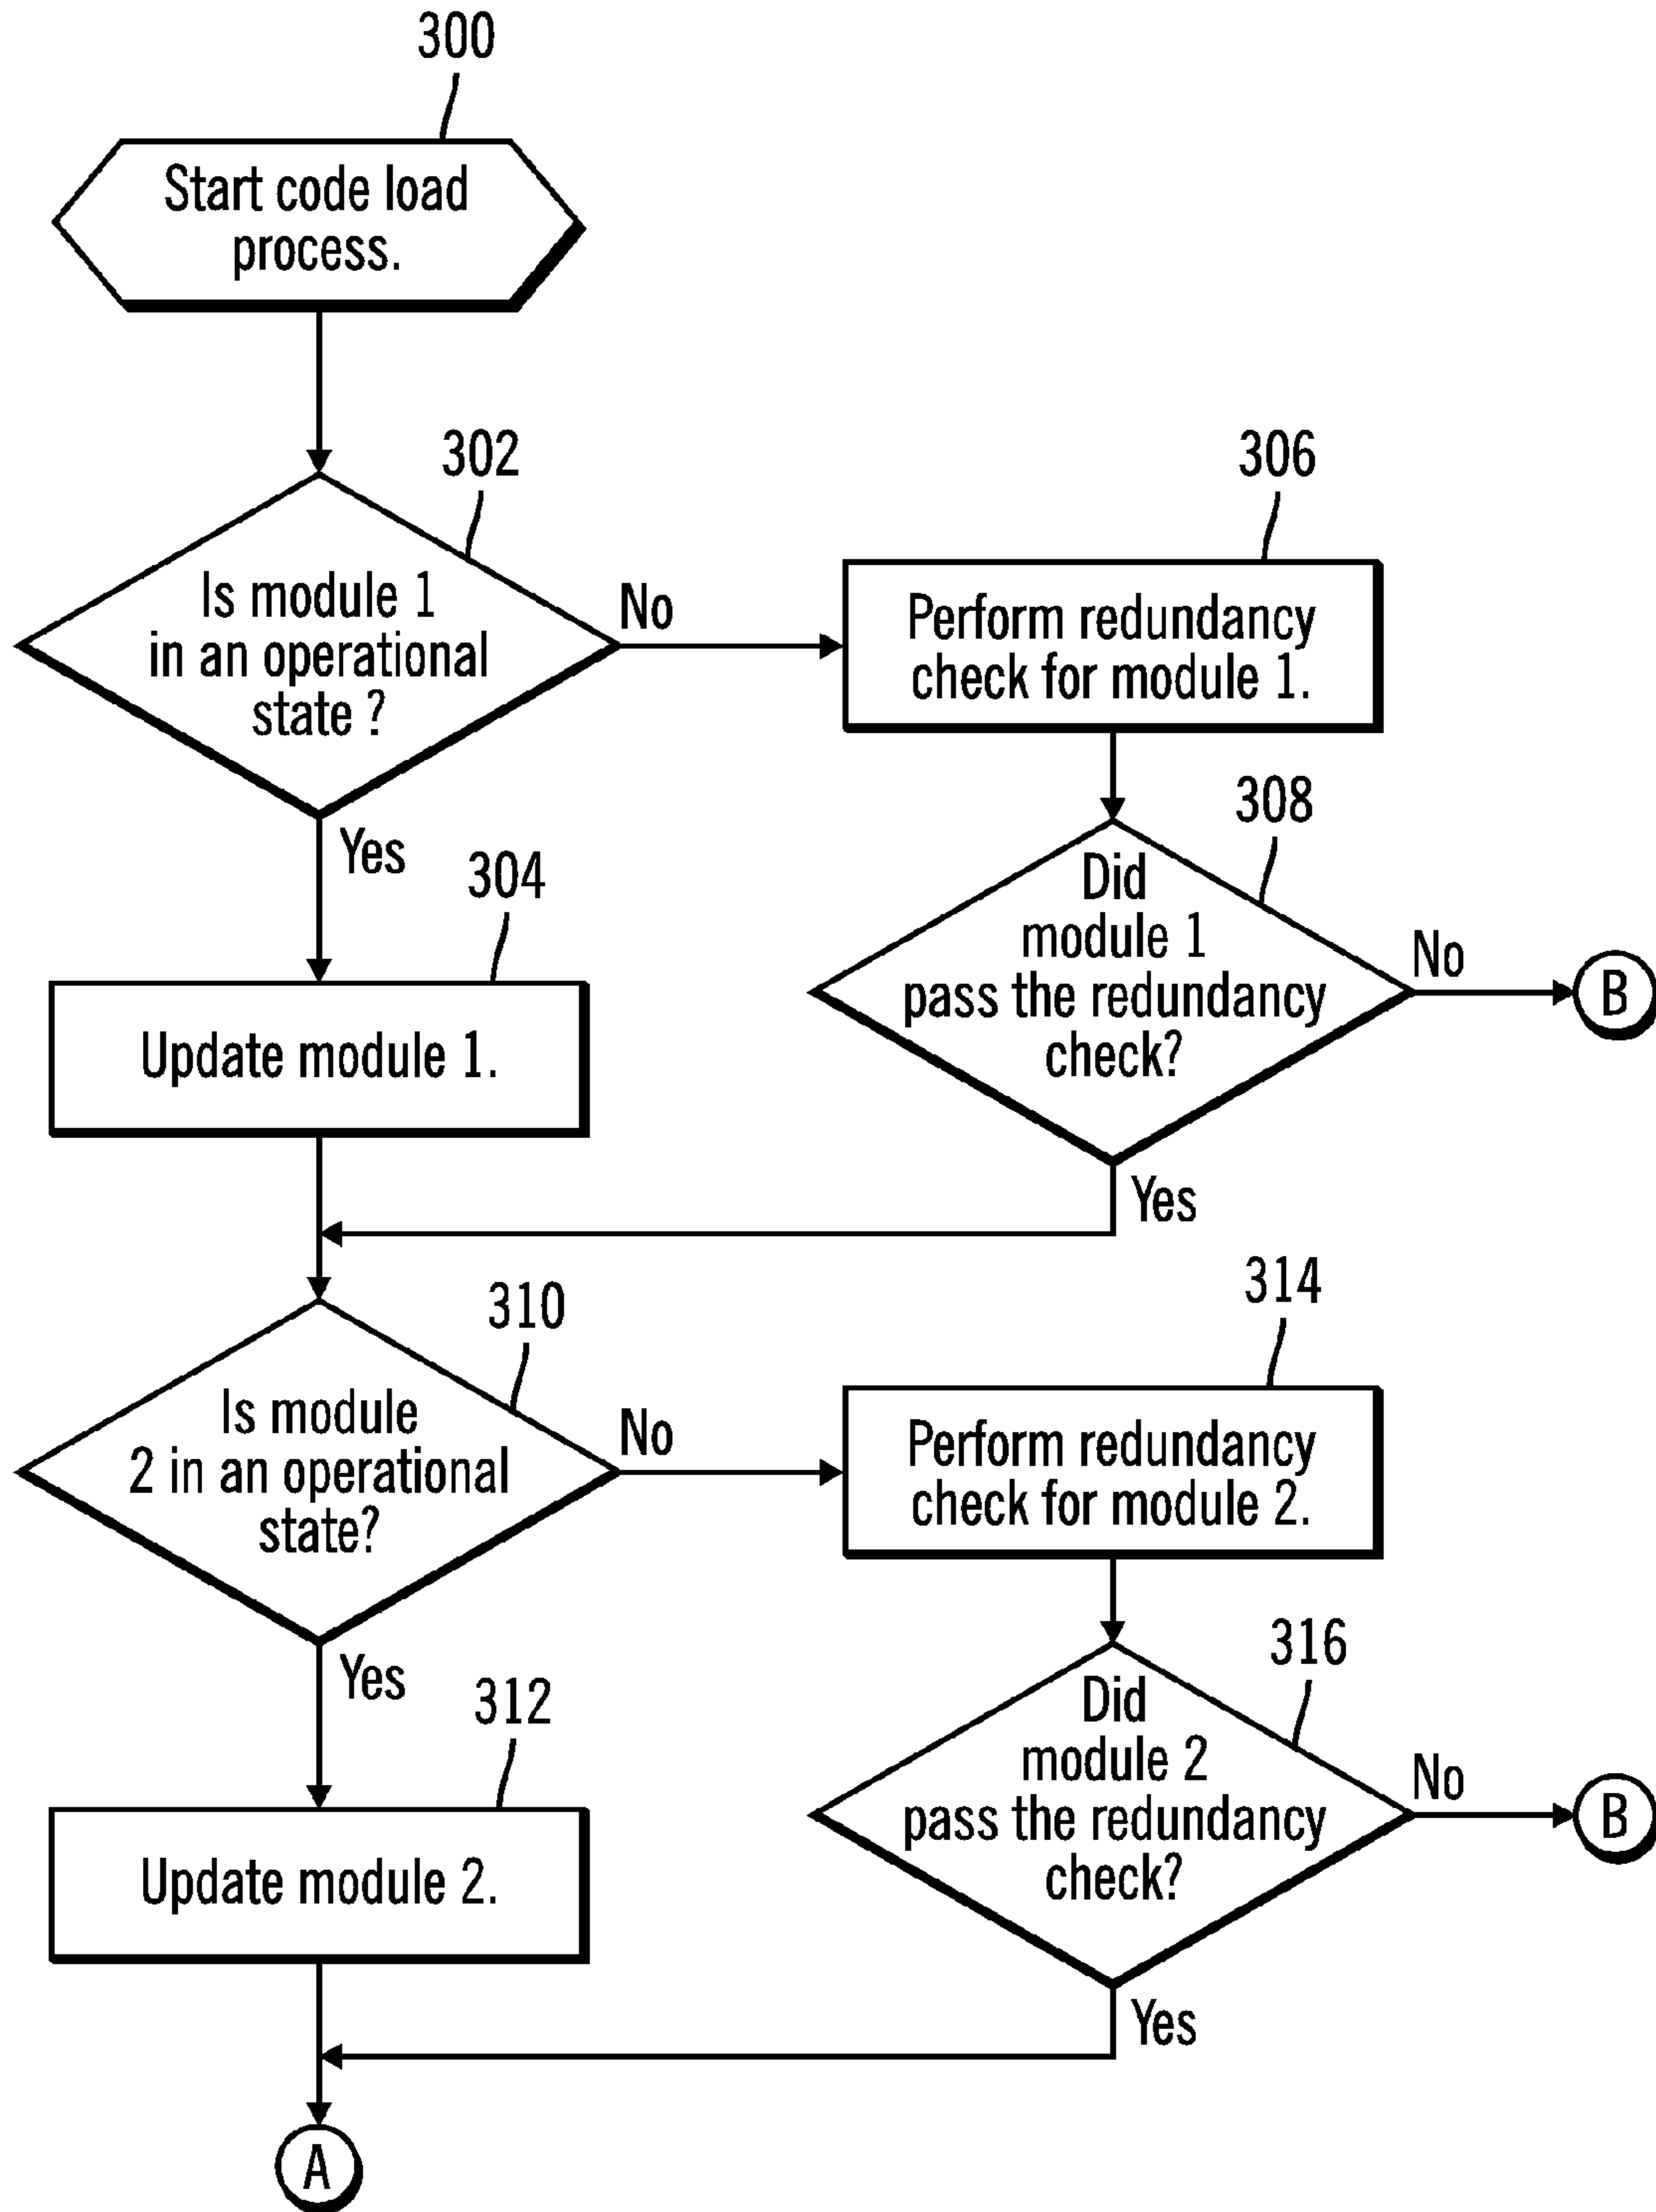 300
Start code load
process.
302
Is module 1
in an operational
state ?
No
Yes
306
Perform redundancy
check for module 1.
308
Did
module 1
pass the redundancy
check?
No
B
Yes
304
Update module 1.
310
Is module
2 in an operational
state?
No
Yes
314
Perform redundancy
check for module 2.
316
Did
module 2
pass the redundancy
check?
No
B
Yes
312
Update module 2.
A